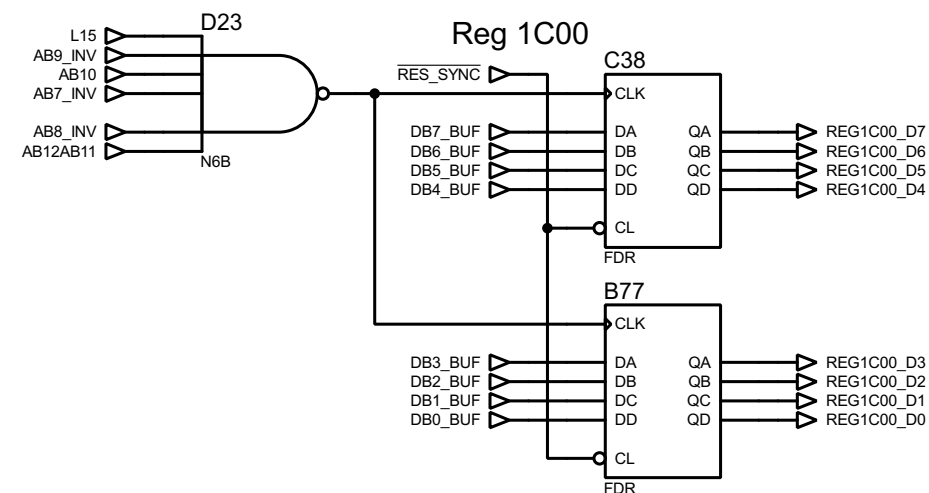 D23
L15
AB9_INV
AB10
AB7_INV
AB8_INV
AB12AB11
N6B
Reg 1C00
RES_SYNC
C38
CLK
DB7_BUF DA QA REG1C00_D7
DB6_BUF DB QB REG1C00_D6
DB5_BUF DC QC REG1C00_D5
DB4_BUF DD QD REG1C00_D4
CL
FDR
B77
CLK
DB3_BUF DA QA REG1C00_D3
DB2_BUF DB QB REG1C00_D2
DB1_BUF DC QC REG1C00_D1
DB0_BUF DD QD REG1C00_D0
CL
FDR